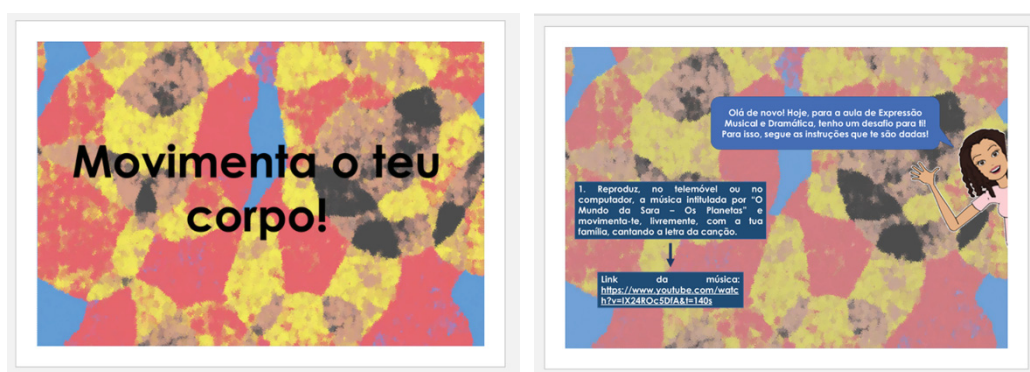 Movimenta o teu
corpo!
Olá de novo! Hoje, para a aula de Expressão
Musical e Dramática, tenho um desafio para ti!
Para isso, segue as instruções que te são dadas!
1. Reproduz, no telemóvel ou no
computador, a música intitulada por "O
Mundo da Sara – Os Planetas" e
movimenta-te, livremente, com a tua
família, cantando a letra da canção.
Link da música:
https://www.youtube.com/watc
h?v=IX24ROc5DfA&t=140s